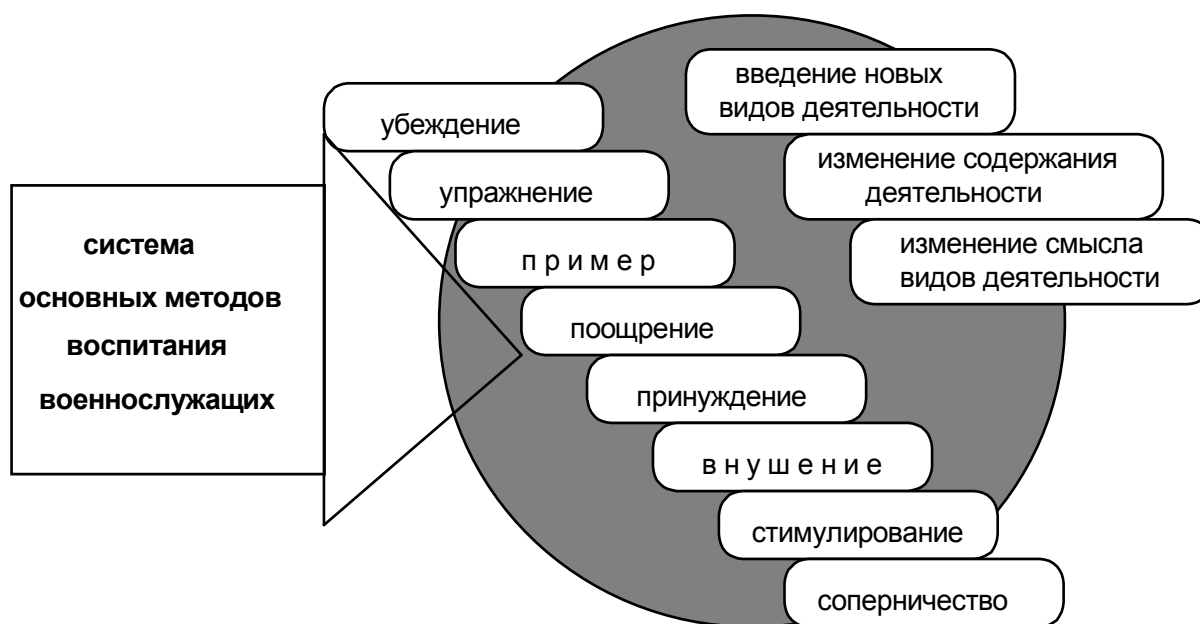 система
основных методов
воспитания
военнослужащих
убеждение
упражнение
п р и м е р
поощрение
принуждение
в н у ш е н и е
стимулирование
соперничество
введение новых
видов деятельности
изменение содержания
деятельности
изменение смысла
видов деятельности